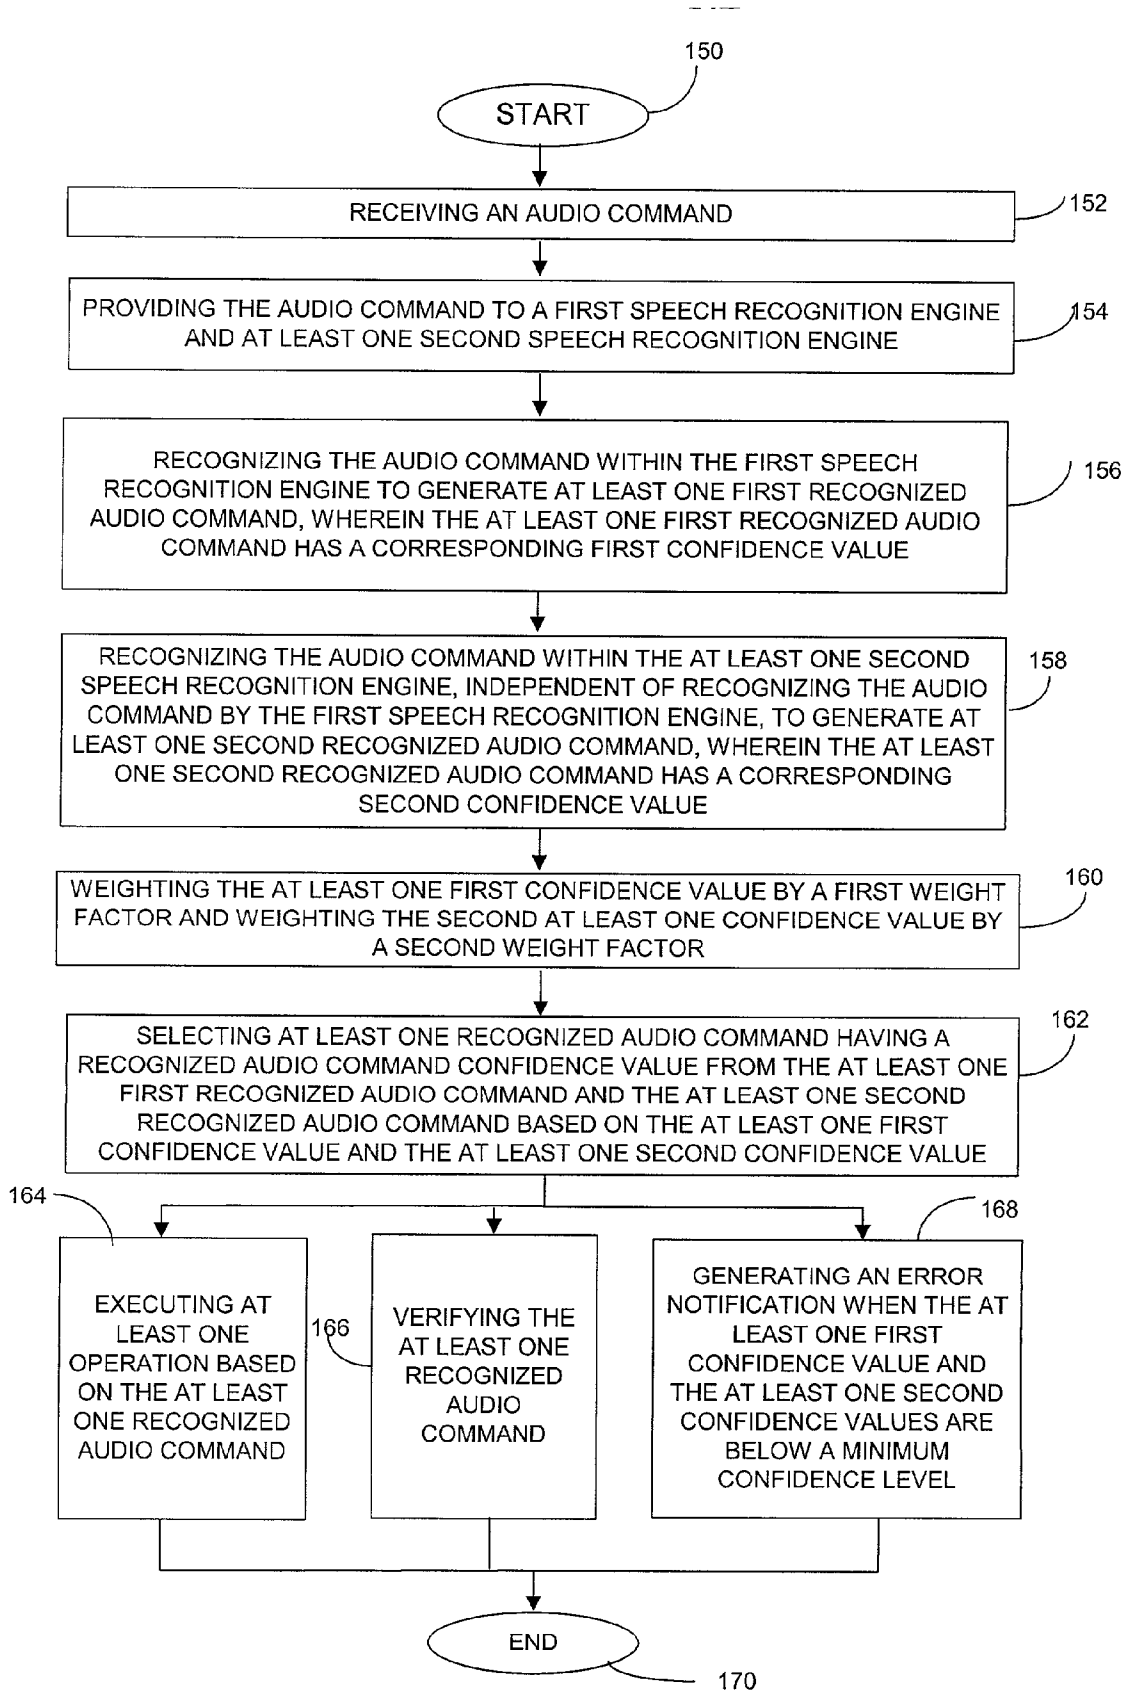 150
START
RECEIVING AN AUDIO COMMAND
152
PROVIDING THE AUDIO COMMAND TO A FIRST SPEECH RECOGNITION ENGINE
AND AT LEAST ONE SECOND SPEECH RECOGNITION ENGINE
154
RECOGNIZING THE AUDIO COMMAND WITHIN THE FIRST SPEECH
RECOGNITION ENGINE TO GENERATE AT LEAST ONE FIRST RECOGNIZED
AUDIO COMMAND, WHEREIN THE AT LEAST ONE FIRST RECOGNIZED AUDIO
COMMAND HAS A CORRESPONDING FIRST CONFIDENCE VALUE
156
RECOGNIZING THE AUDIO COMMAND WITHIN THE AT LEAST ONE SECOND
SPEECH RECOGNITION ENGINE, INDEPENDENT OF RECOGNIZING THE AUDIO
COMMAND BY THE FIRST SPEECH RECOGNITION ENGINE, TO GENERATE AT
LEAST ONE SECOND RECOGNIZED AUDIO COMMAND, WHEREIN THE AT LEAST
ONE SECOND RECOGNIZED AUDIO COMMAND HAS A CORRESPONDING
SECOND CONFIDENCE VALUE
158
WEIGHTING THE AT LEAST ONE FIRST CONFIDENCE VALUE BY A FIRST WEIGHT
FACTOR AND WEIGHTING THE SECOND AT LEAST ONE CONFIDENCE VALUE BY
A SECOND WEIGHT FACTOR
160
SELECTING AT LEAST ONE RECOGNIZED AUDIO COMMAND HAVING A
RECOGNIZED AUDIO COMMAND CONFIDENCE VALUE FROM THE AT LEAST ONE
FIRST RECOGNIZED AUDIO COMMAND AND THE AT LEAST ONE SECOND
RECOGNIZED AUDIO COMMAND BASED ON THE AT LEAST ONE FIRST
CONFIDENCE VALUE AND THE AT LEAST ONE SECOND CONFIDENCE VALUE
162
164
EXECUTING AT
LEAST ONE
OPERATION BASED
ON THE AT LEAST
ONE RECOGNIZED
AUDIO COMMAND
166
VERIFYING THE
AT LEAST ONE
RECOGNIZED
AUDIO
COMMAND
168
GENERATING AN ERROR
NOTIFICATION WHEN THE AT
LEAST ONE FIRST
CONFIDENCE VALUE AND
THE AT LEAST ONE SECOND
CONFIDENCE VALUES ARE
BELOW A MINIMUM
CONFIDENCE LEVEL
END
170